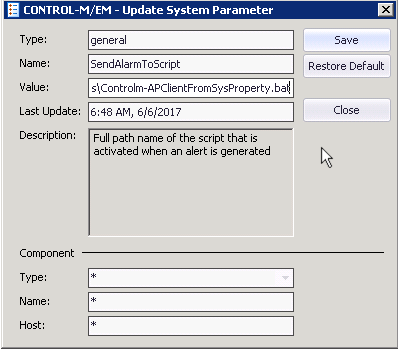 CONTROL-M/EM - Update System Parameter
Type: general
Save
Name: SendAlarmToScript
Restore Default
Value: s\Controlm-APClientFromSysProperty.bat
Last Update: 6:48 AM, 6/6/2017
Close
Description: Full path name of the script that is
activated when an alert is generated
Component
Type: *
Name: *
Host: *